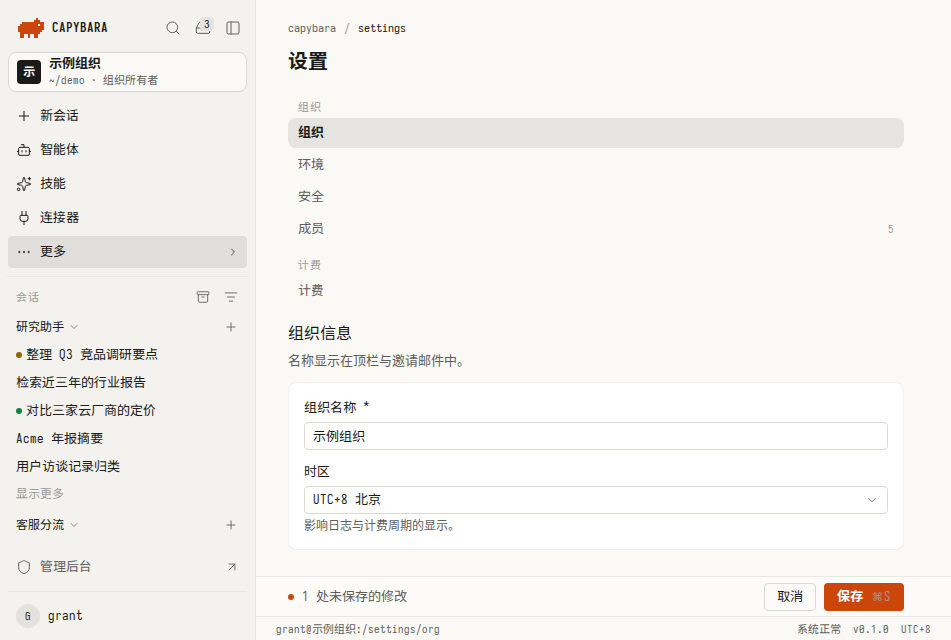 CAPYBARA
3
示
示例组织
~/demo · 组织所有者
新会话
智能体
技能
连接器
更多
会话
研究助手
整理 Q3 竞品调研要点
检索近三年的行业报告
对比三家云厂商的定价
Acme 年报摘要
用户访谈记录归类
显示更多
客服分流
管理后台
G
grant
capybara / settings
设置
组织
组织
环境
安全
成员 5
计费
计费
组织信息
名称显示在顶栏与邀请邮件中。
组织名称 *
示例组织
时区
UTC+8 北京
影响日志与计费周期的显示。
1 处未保存的修改
取消
保存 ⌘S
grant@示例组织:/settings/org
系统正常 v0.1.0 UTC+8